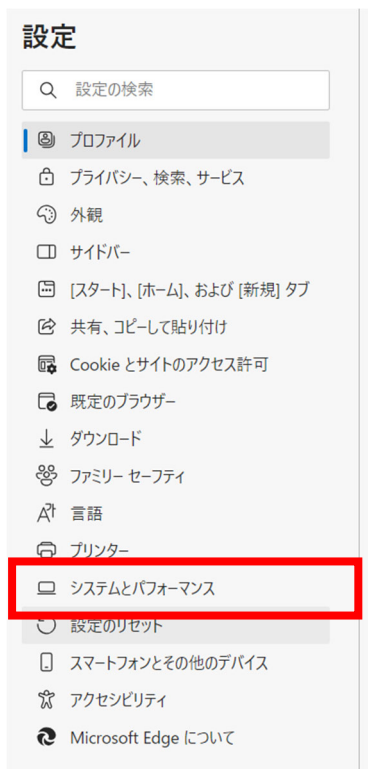 設定
設定の検索
プロファイル
プライバシー、検索、サービス
外観
サイドバー
[スタート]、[ホーム]、および [新規] タブ
共有、コピーして貼り付け
Cookie とサイトのアクセス許可
既定のブラウザー
ダウンロード
ファミリー セーフティ
言語
プリンター
システムとパフォーマンス
設定のリセット
スマートフォンとその他のデバイス
アクセシビリティ
Microsoft Edge について